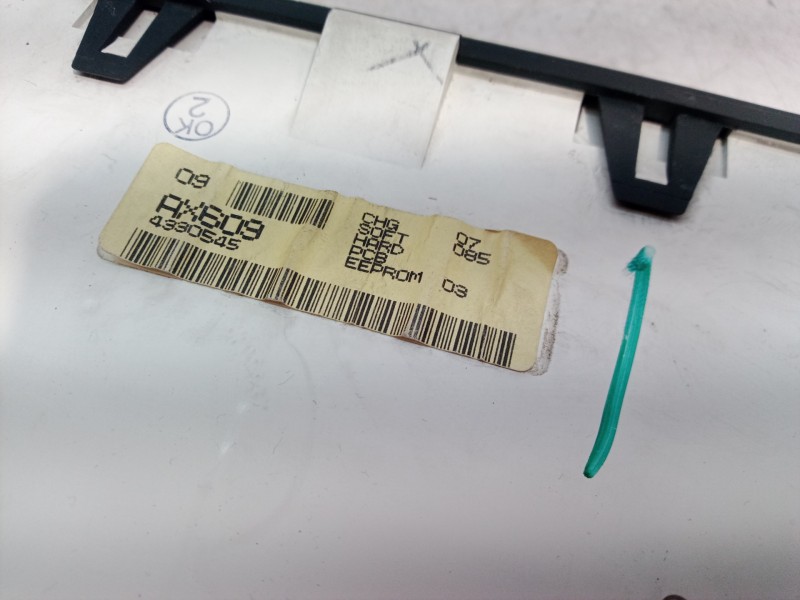 OK
2
09
AX609
4330545
CHG 07
SOFT 085
HARD
PCB
EEPROM 03